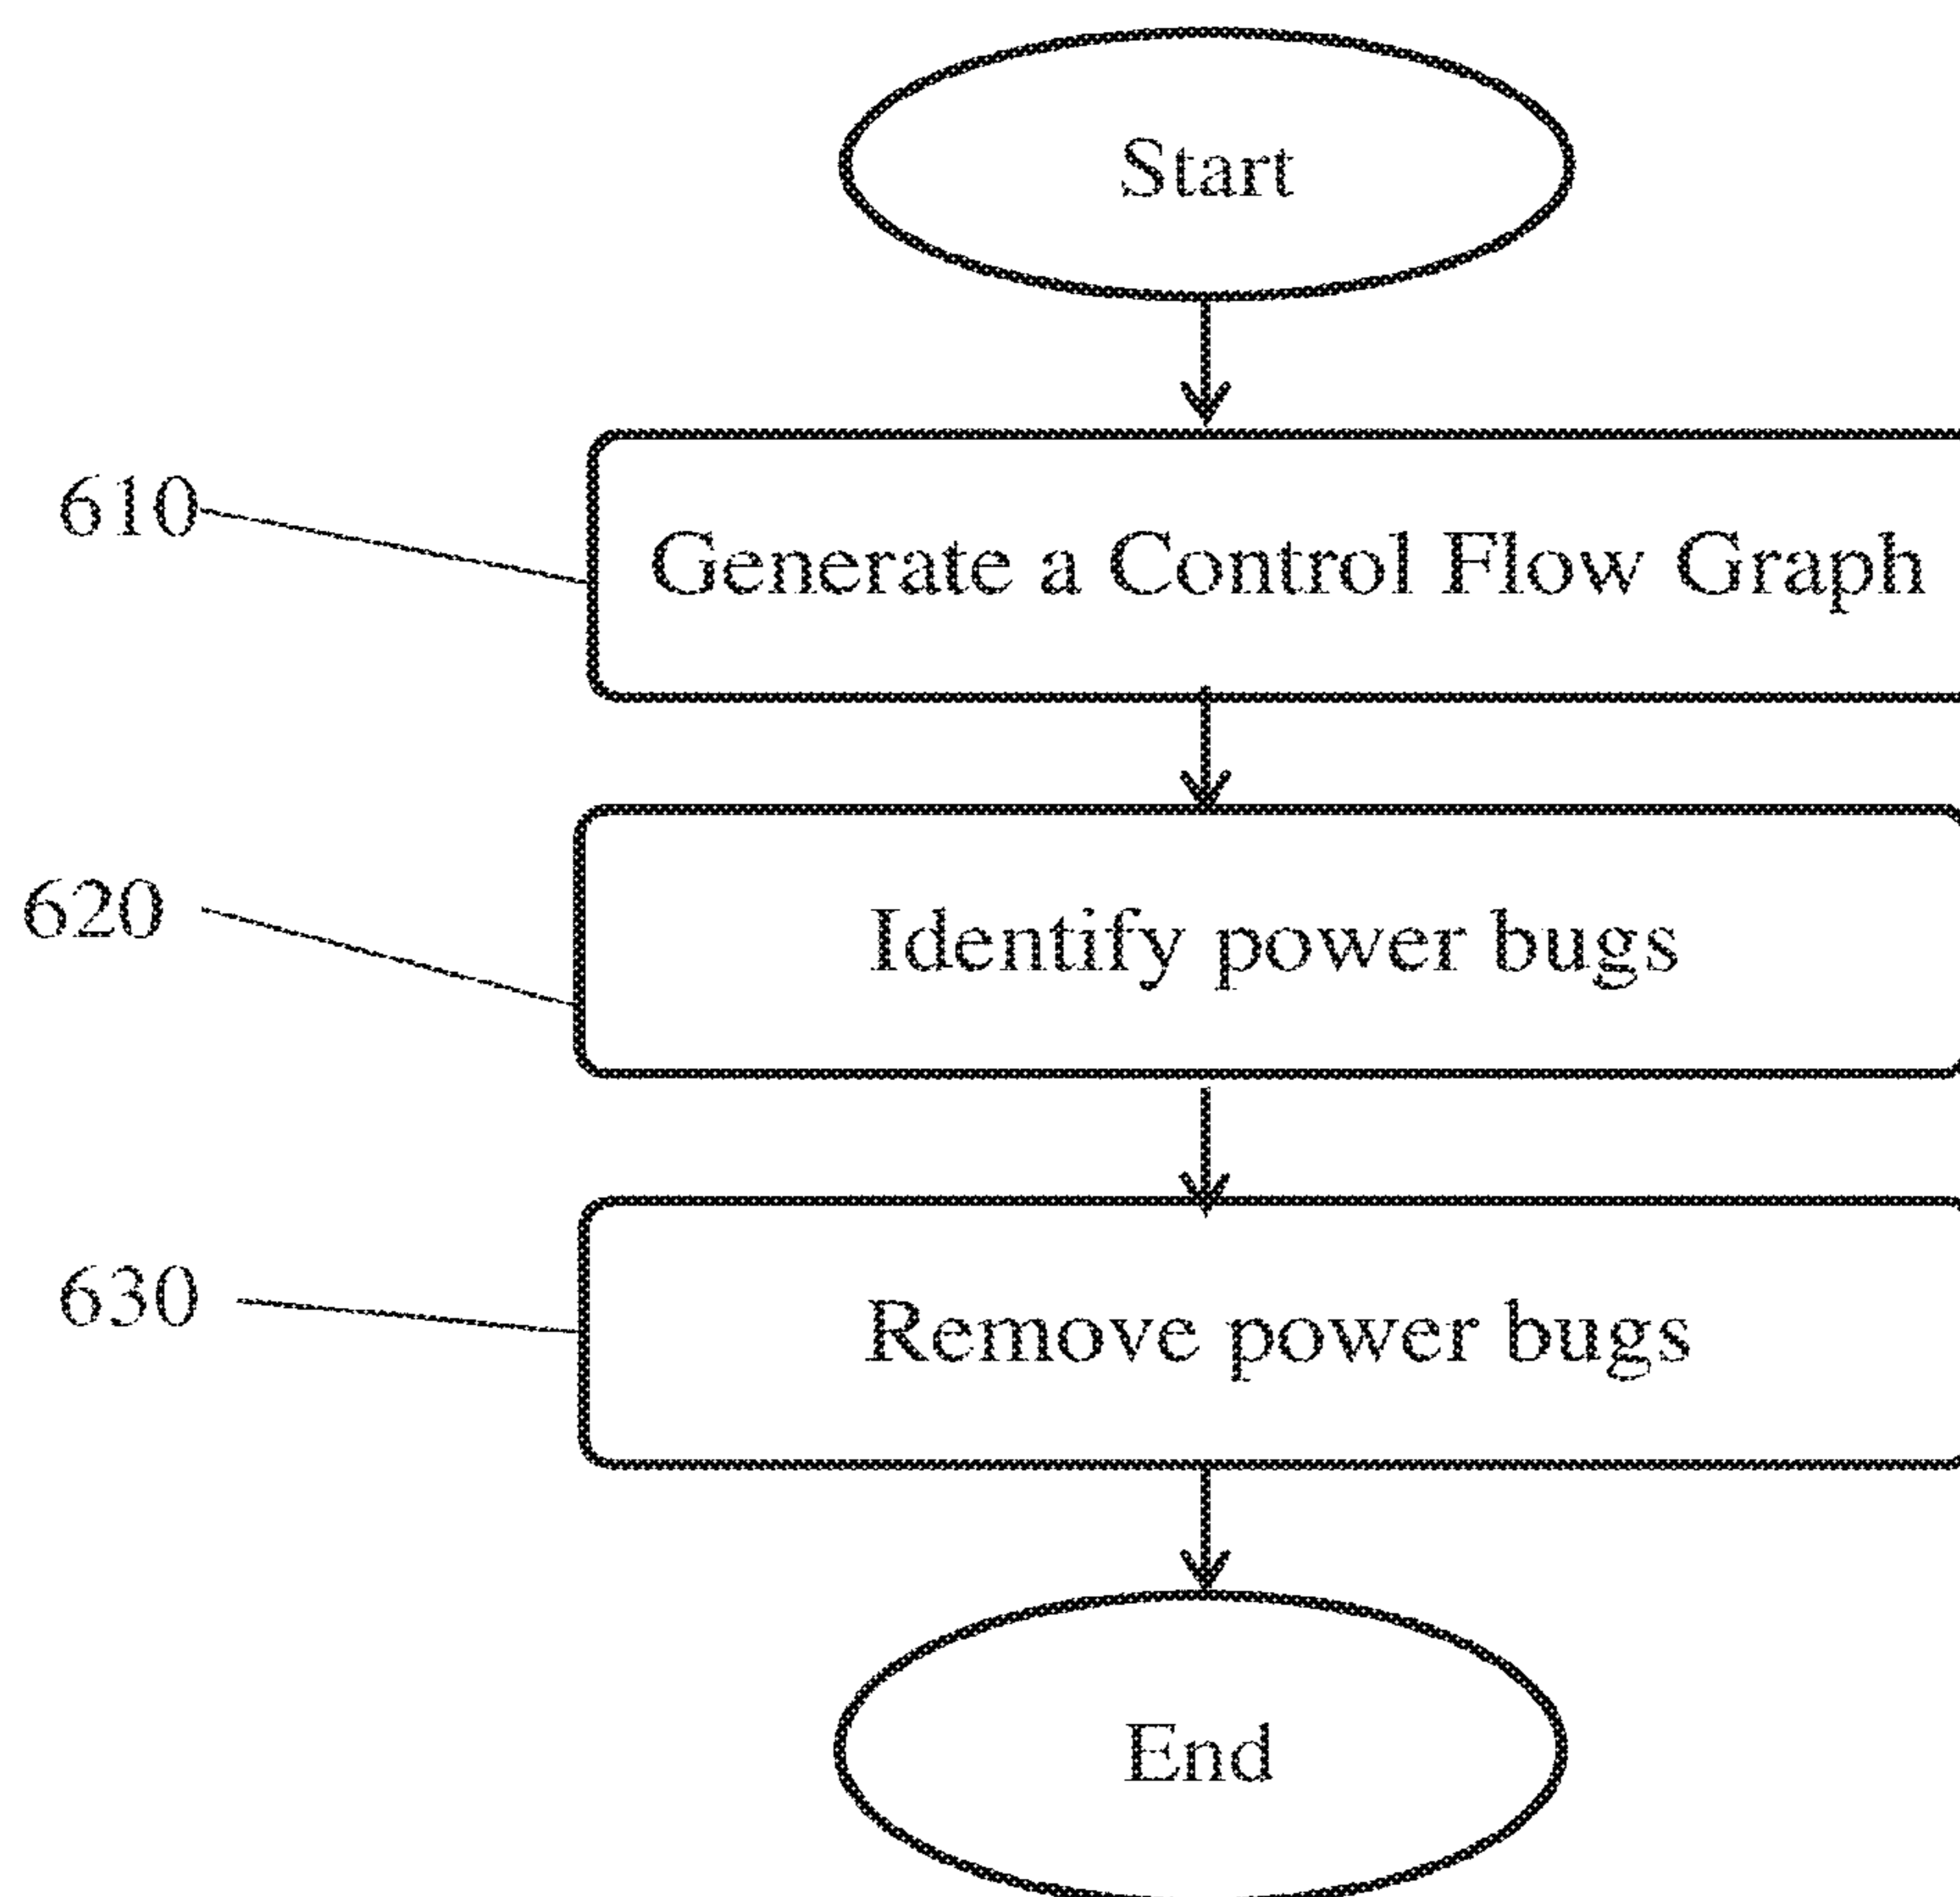 Start
610
Generate a Control Flow Graph
620
Identify power bugs
630
Remove power bugs
End